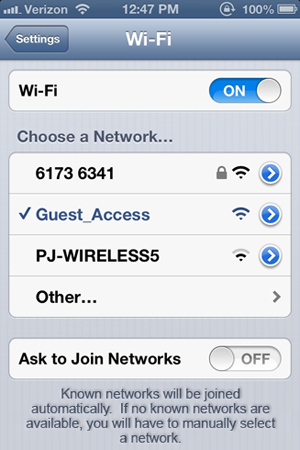 Verizon 12:47 PM 100%
Settings
Wi-Fi
Wi-Fi ON
Choose a Network...
6173 6341
Guest_Access
PJ-WIRELESS5
Other...
Ask to Join Networks OFF
Known networks will be joined
automatically. If no known networks are
available, you will have to manually select
a network.